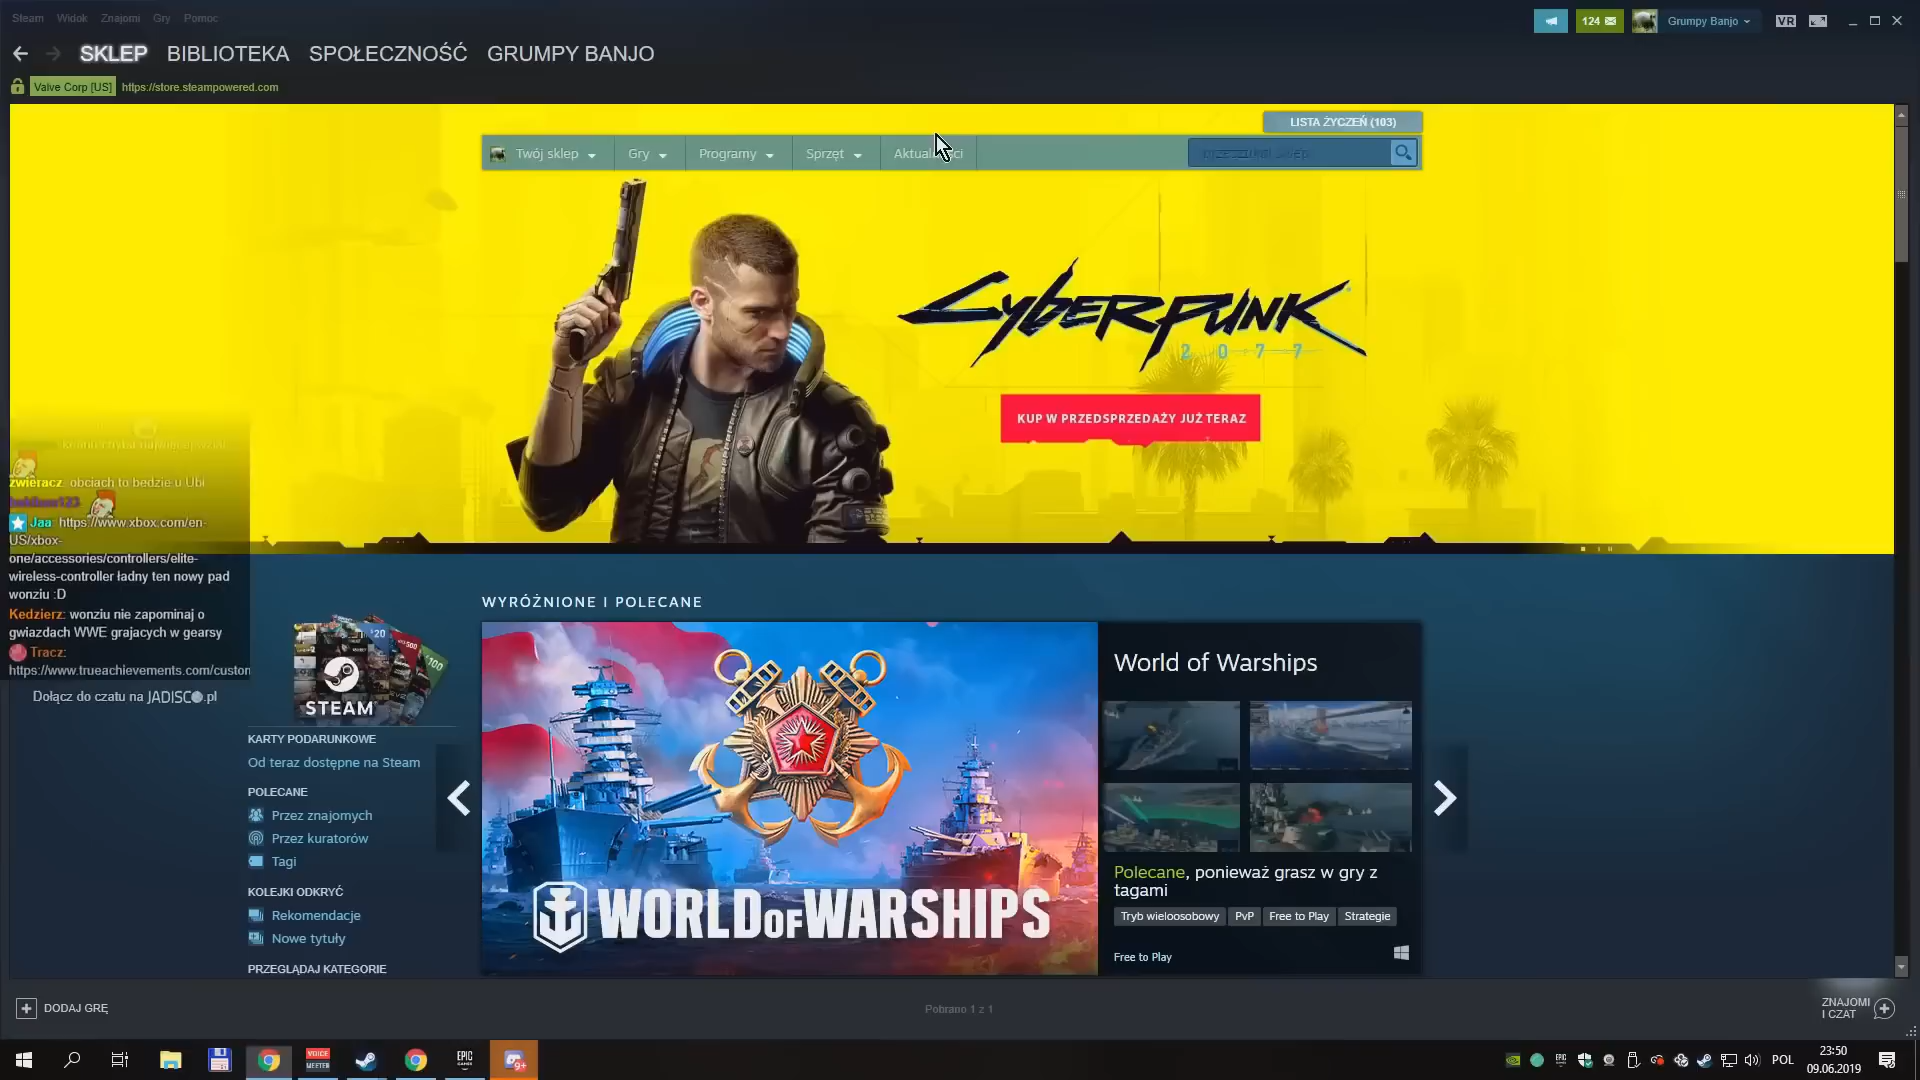 Steam Widok Znajomi Gry Pomoc
124
Grumpy Banjo
VR
SKLEP BIBLIOTEKA SPOŁECZNOŚĆ GRUMPY BANJO
Valve Corp [US] https://store.steampowered.com
LISTA ŻYCZEŃ (103)
Twój sklep Gry Programy Sprzęt
CYBERPUNK
2077
KUP W PRZEDSPRZEDAŻY JUŻ TERAZ
zwieracz: obciach to bedzie u Ubi
Jaa: https://www.xbox.com/en-
US/xbox-
one/accessories/controllers/elite-
wireless-controller ładny ten nowy pad
wonziu :D
Kedzierz: wonziu nie zapominaj o
gwiazdach WWE grajacych w gearsy
Tracz:
https://www.trueachievements.com/custon
Dołącz do czatu na JADISCO.pl
WYRÓŻNIONE I POLECANE
STEAM
KARTY PODARUNKOWE
Od teraz dostępne na Steam
POLECANE
Przez znajomych
Przez kuratorów
Tagi
KOLEJKI ODKRYĆ
Rekomendacje
Nowe tytuły
PRZEGLĄDAJ KATEGORIE
WORLD OF WARSHIPS
World of Warships
Polecane, ponieważ grasz w gry z
tagami
Tryb wieloosobowy PvP Free to Play Strategie
Free to Play
DODAJ GRĘ
Pobrano 1 z 1
ZNAJOMI
I CZAT
VOICE
MEETER
EPIC
GAMES
9+
POL
23:50
09.06.2019